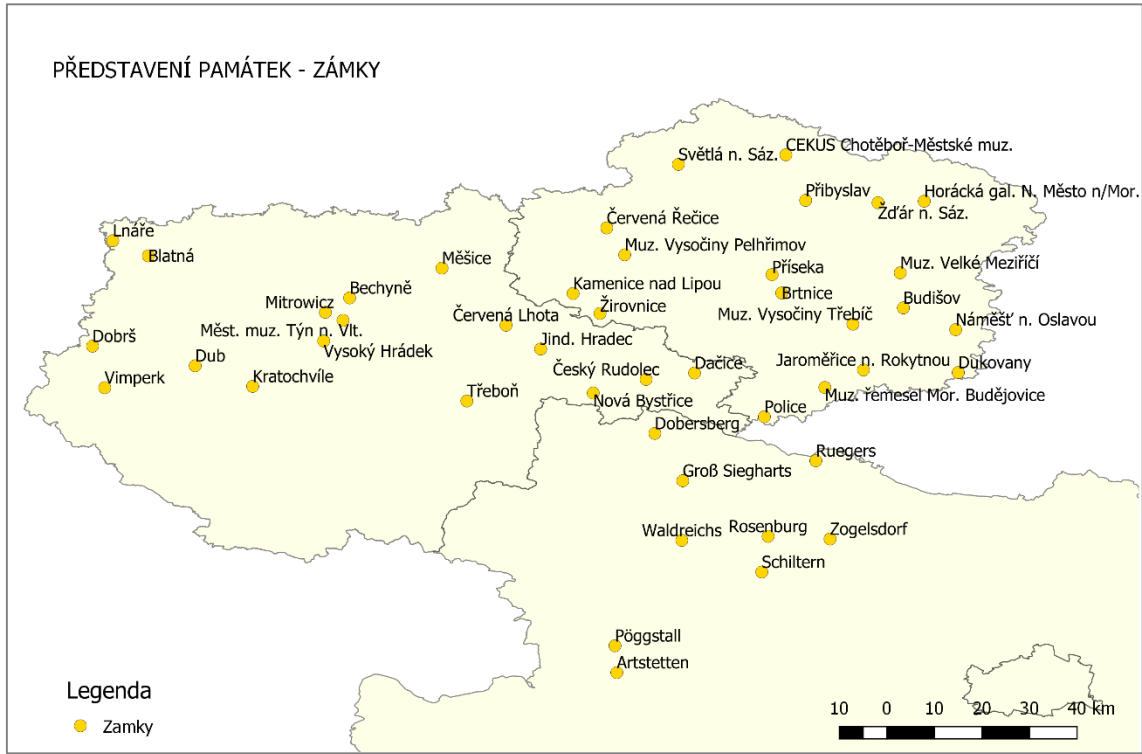 PŘEDSTAVENÍ PAMÁTEK - ZÁMKY
CEKUS Chotěboř-Městské muz.
Světlá n. Sáz.
Přibyslav
Horácká gal. N. Město n/Mor.
Žďár n. Sáz.
Červená Řečice
Lnáře
Muz. Vysočiny Pelhřimov
Blatná
Měšice
Příseka
Muz. Velké Meziříčí
Kamenice nad Lipou
Brtnice
Bechyně
Mitrowicz
Žirovnice
Budišov
Červená Lhota
Muz. Vysočiny Třebíč
Náměšť n. Oslavou
Měst. muz. Týn n. Vlt.
Dobrš
Vysoký Hrádek
Jind. Hradec
Dub
Český Rudolec
Dačice
Jaroměřice n. Rokytnou
Dukovany
Vimperk
Kratochvíle
Třeboň
Nová Bystřice
Muz. řemesel Mor. Budějovice
Police
Dobersberg
Ruegers
Groß Siegharts
Waldreichs
Rosenburg
Zogelsdorf
Schiltern
Pöggstall
Artstetten
Legenda
Zamky
10 0 10 20 30 40 km